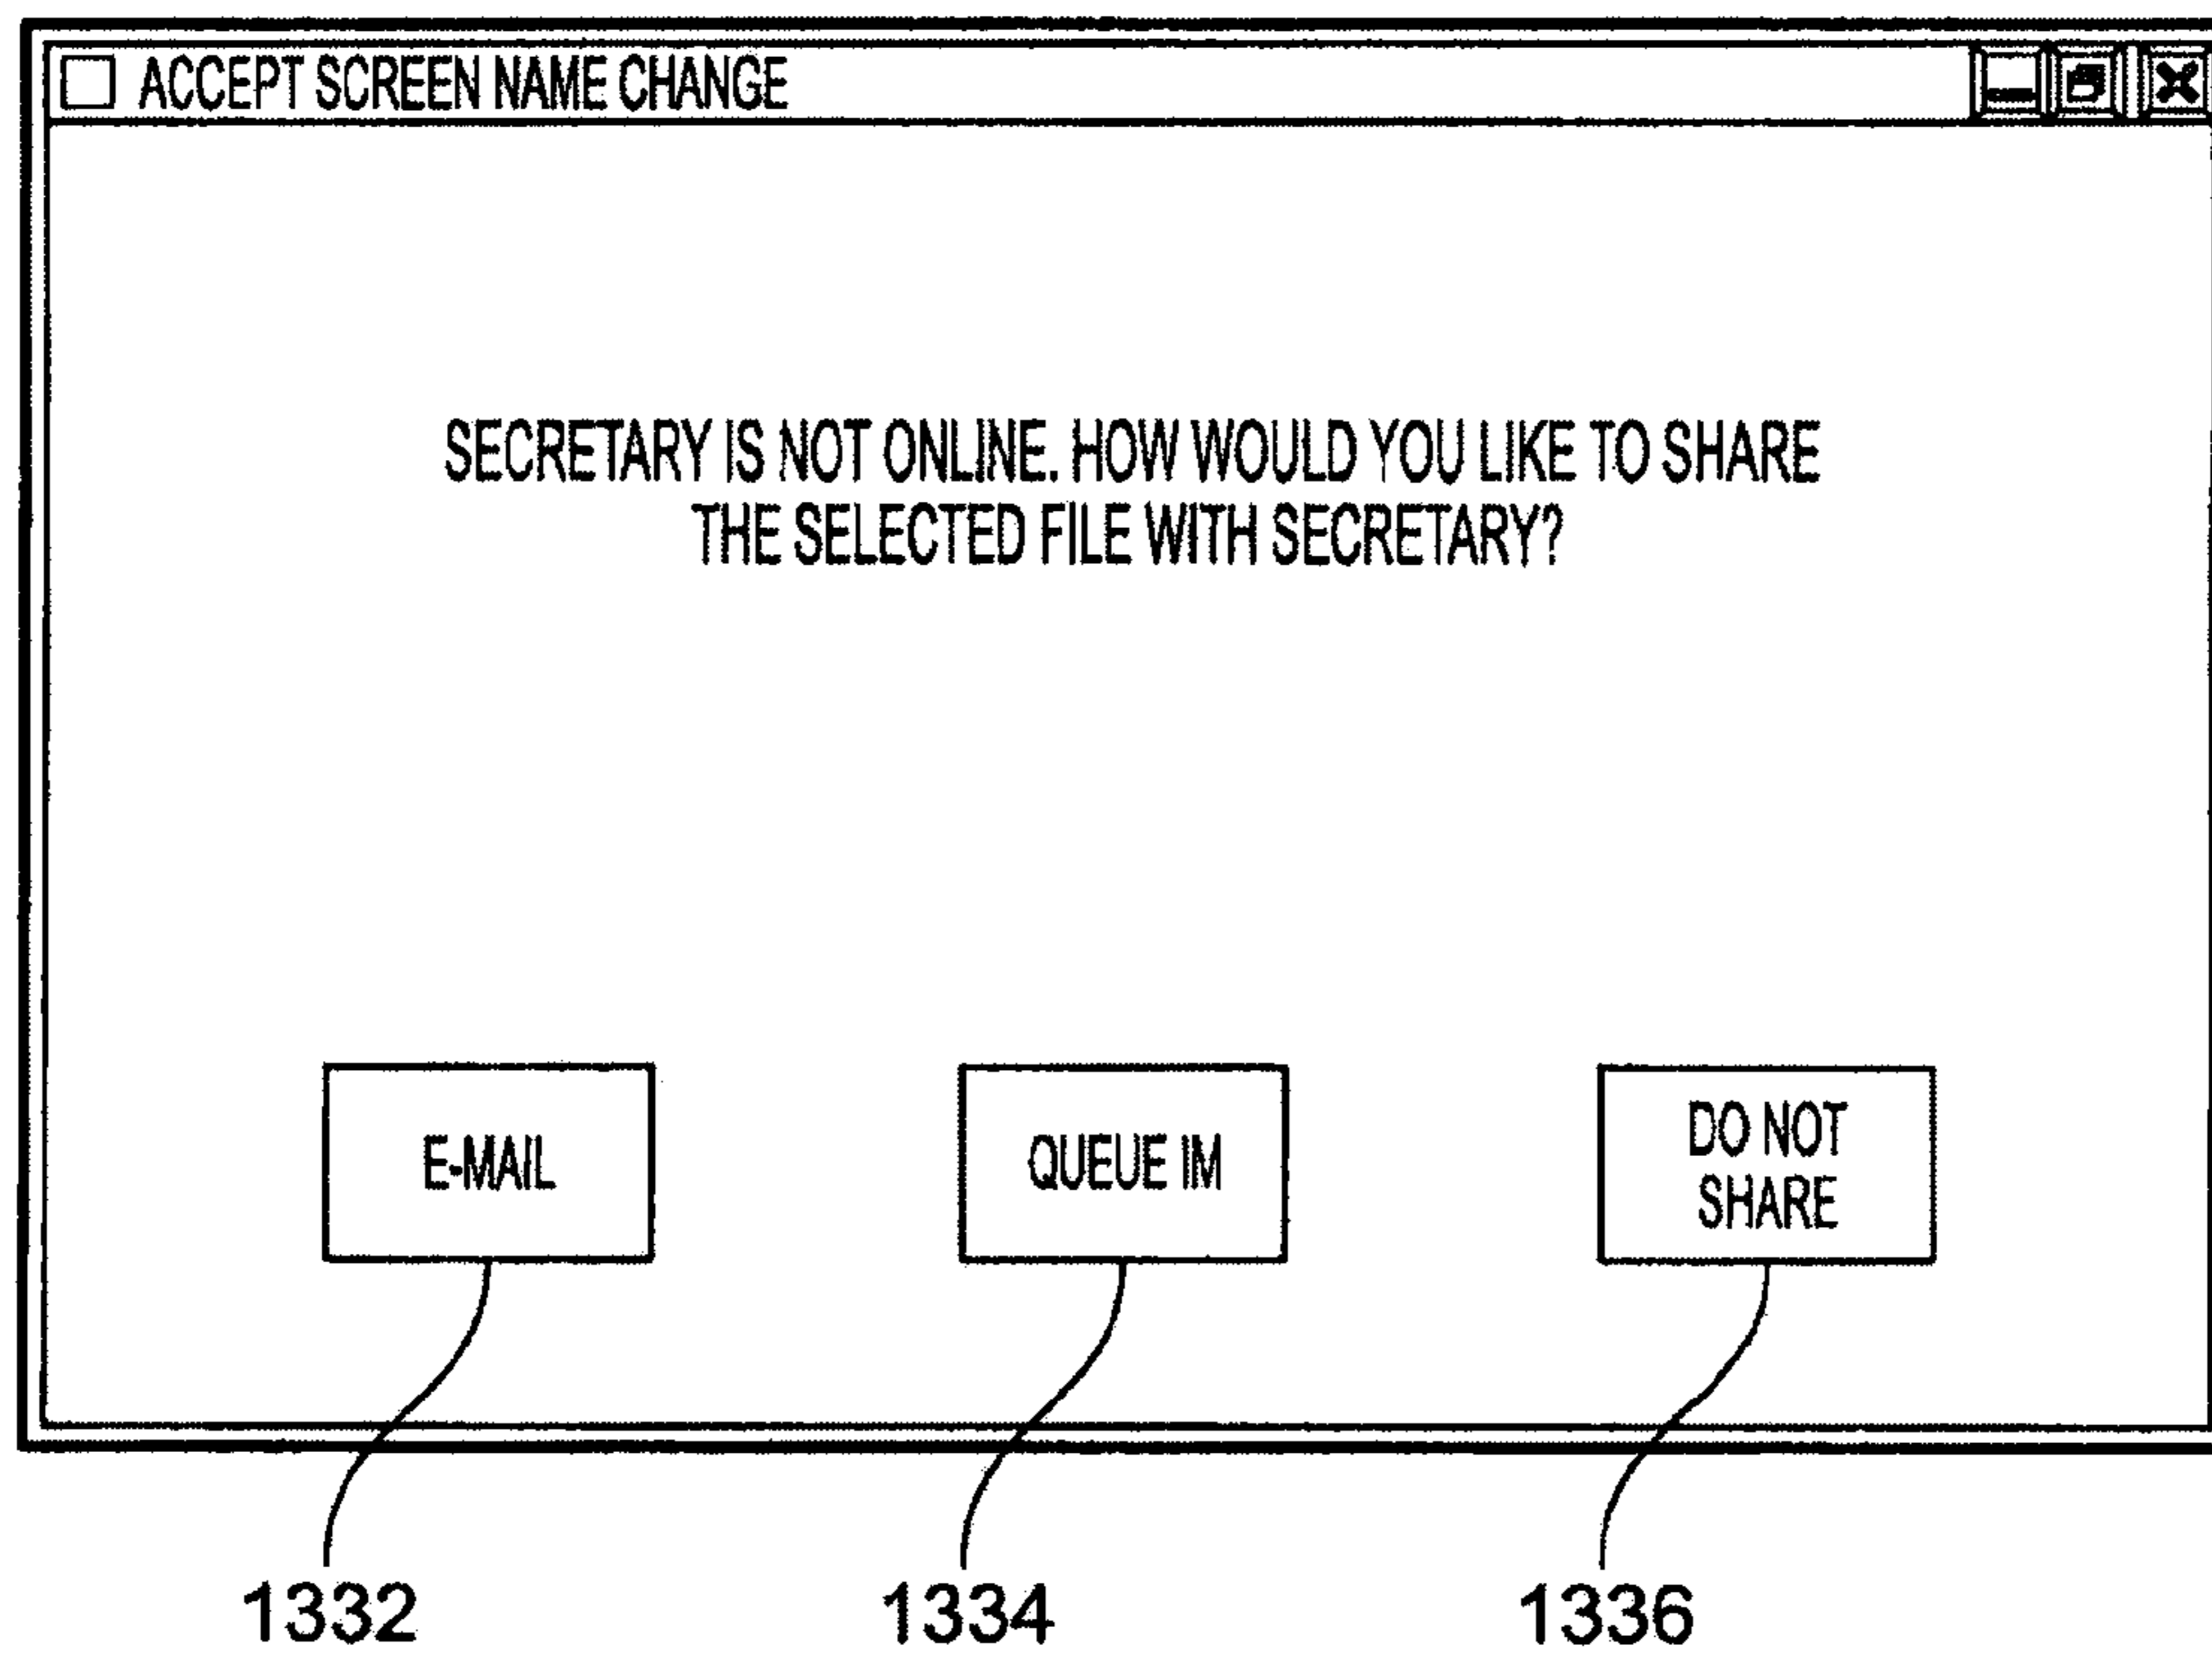 ACCEPT SCREEN NAME CHANGE
SECRETARY IS NOT ONLINE. HOW WOULD YOU LIKE TO SHARE
THE SELECTED FILE WITH SECRETARY?
E-MAIL
QUEUE IM
DO NOT
SHARE
1332
1334
1336